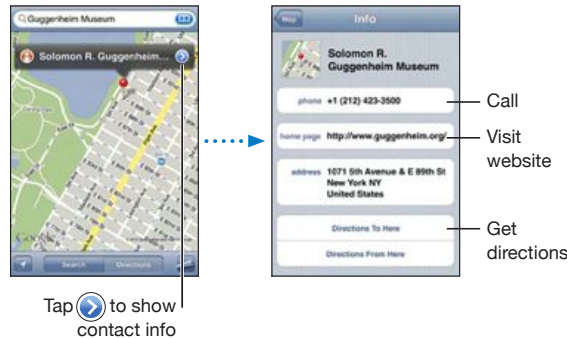 Guggenheim Museum
Solomon R. Guggenheim...
Google
Search
Directions
Tap to show
contact info
Map
Info
Solomon R.
Guggenheim Museum
phone +1 (212) 423-3500
home page http://www.guggenheim.org/
address 1071 5th Avenue & E 89th St
New York NY
United States
Directions To Here
Directions From Here
Call
Visit
website
Get
directions